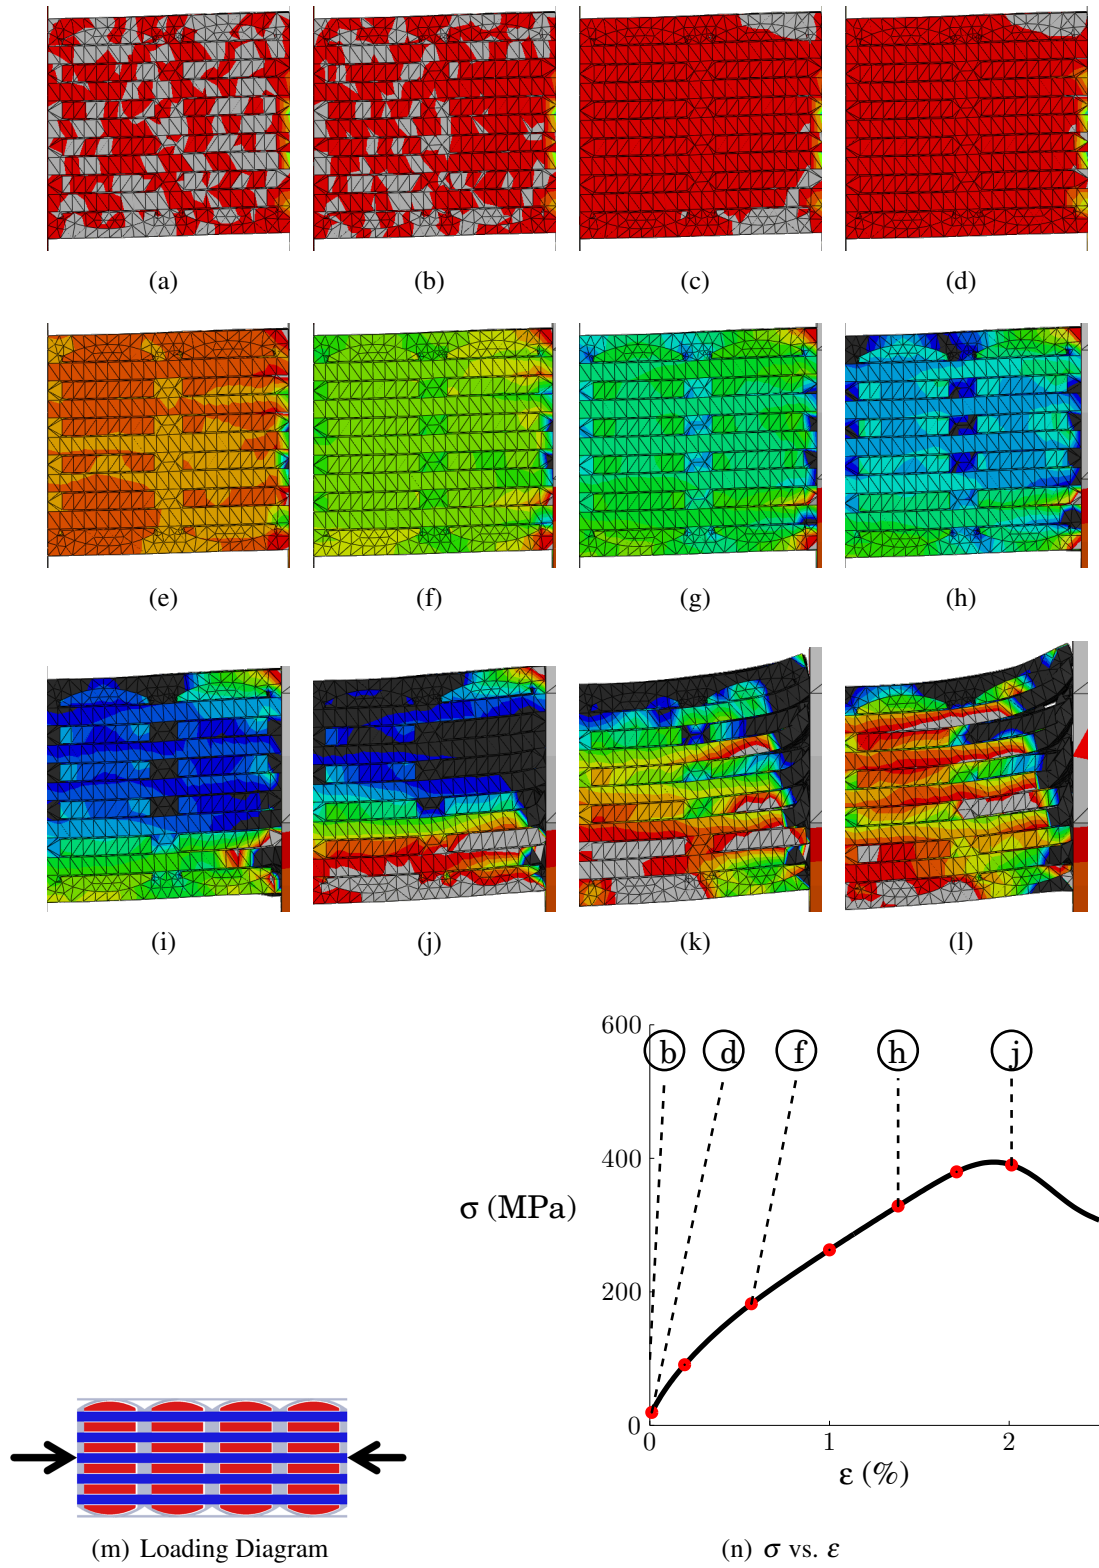 (a) (b) (c) (d)
(e) (f) (g) (h)
(i) (j) (k) (l)
600
b d f h j
400
σ (MPa)
200
0
0 1 2
ε (%)
(m) Loading Diagram (n) σ vs. ε